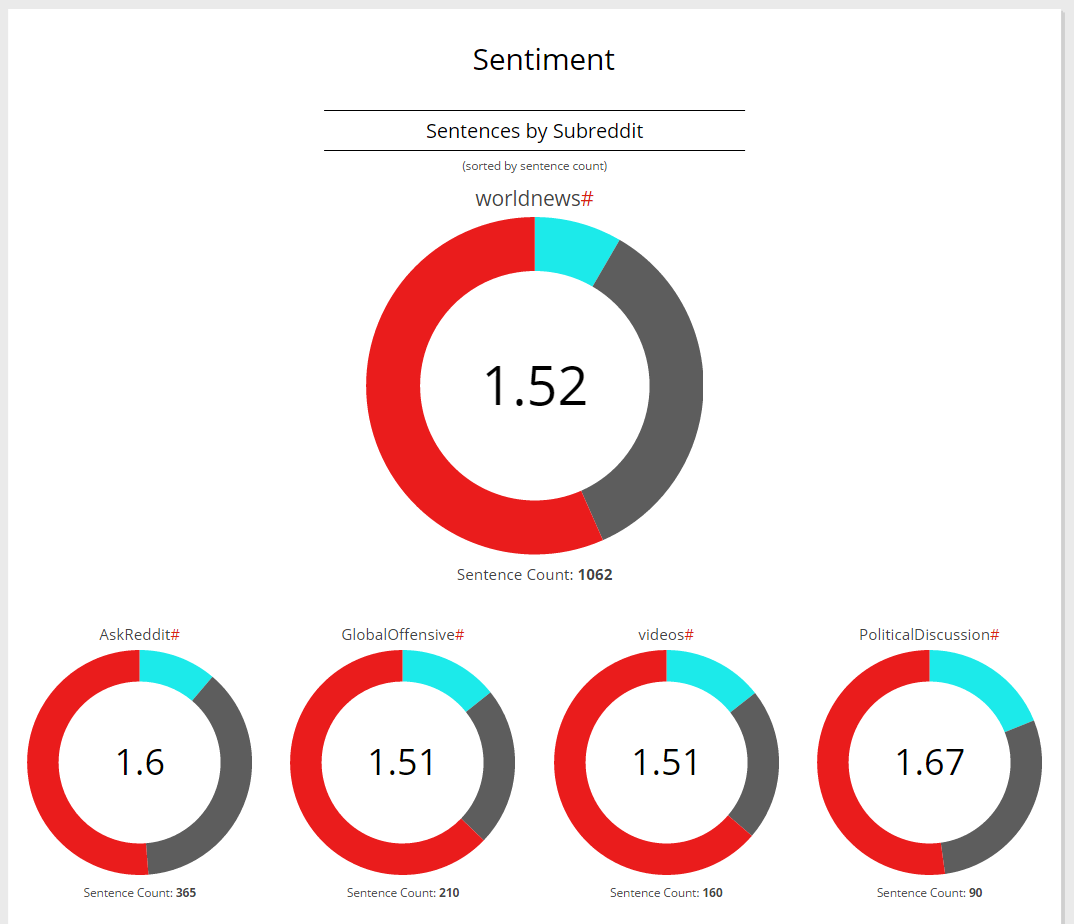 Sentiment
Sentences by Subreddit
(sorted by sentence count)
worldnews#
1.52
Sentence Count: 1062
AskReddit# GlobalOffensive# videos# PoliticalDiscussion#
1.6 1.51 1.51 1.67
Sentence Count: 365 Sentence Count: 210 Sentence Count: 160 Sentence Count: 90